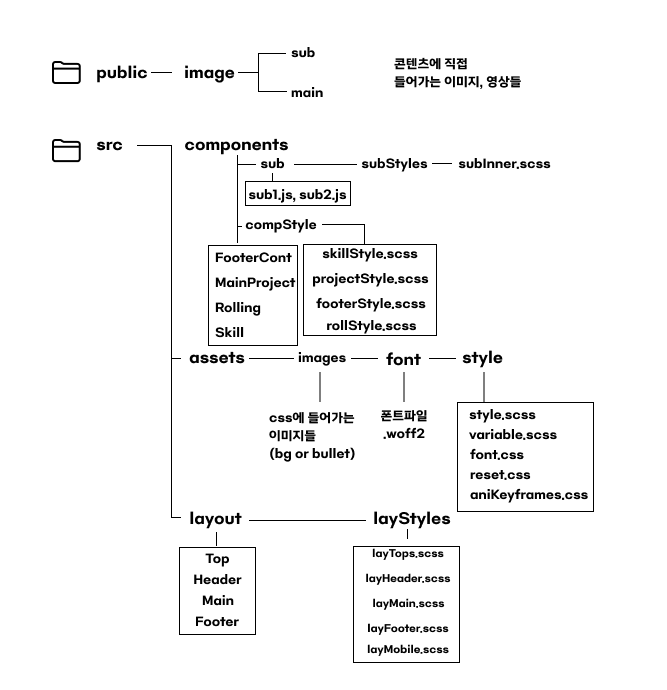 public image sub
main
콘텐츠에 직접
들어가는 이미지, 영상들
src components
sub subStyles subInner.scss
sub1.js, sub2.js
compStyle
FooterCont
MainProject
Rolling
Skill
skillStyle.scss
projectStyle.scss
footerStyle.scss
rollStyle.scss
assets images font style
css에 들어가는
이미지들
(bg or bullet)
폰트파일
.woff2
style.scss
variable.scss
font.css
reset.css
aniKeyframes.css
layout layStyles
Top
Header
Main
Footer
layTops.scss
layHeader.scss
layMain.scss
layFooter.scss
layMobile.scss